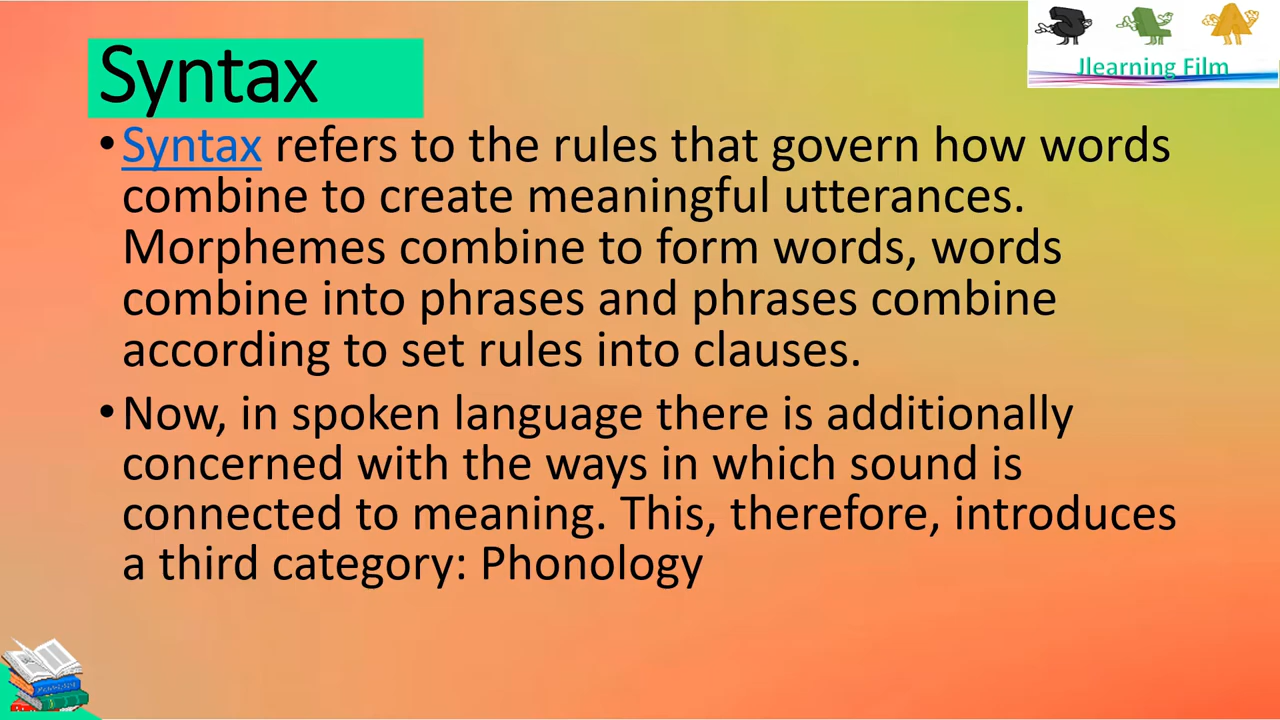 Jlearning Film
Syntax
•Syntax refers to the rules that govern how words
combine to create meaningful utterances.
Morphemes combine to form words, words
combine into phrases and phrases combine
according to set rules into clauses.
•Now, in spoken language there is additionally
concerned with the ways in which sound is
connected to meaning. This, therefore, introduces
a third category: Phonology